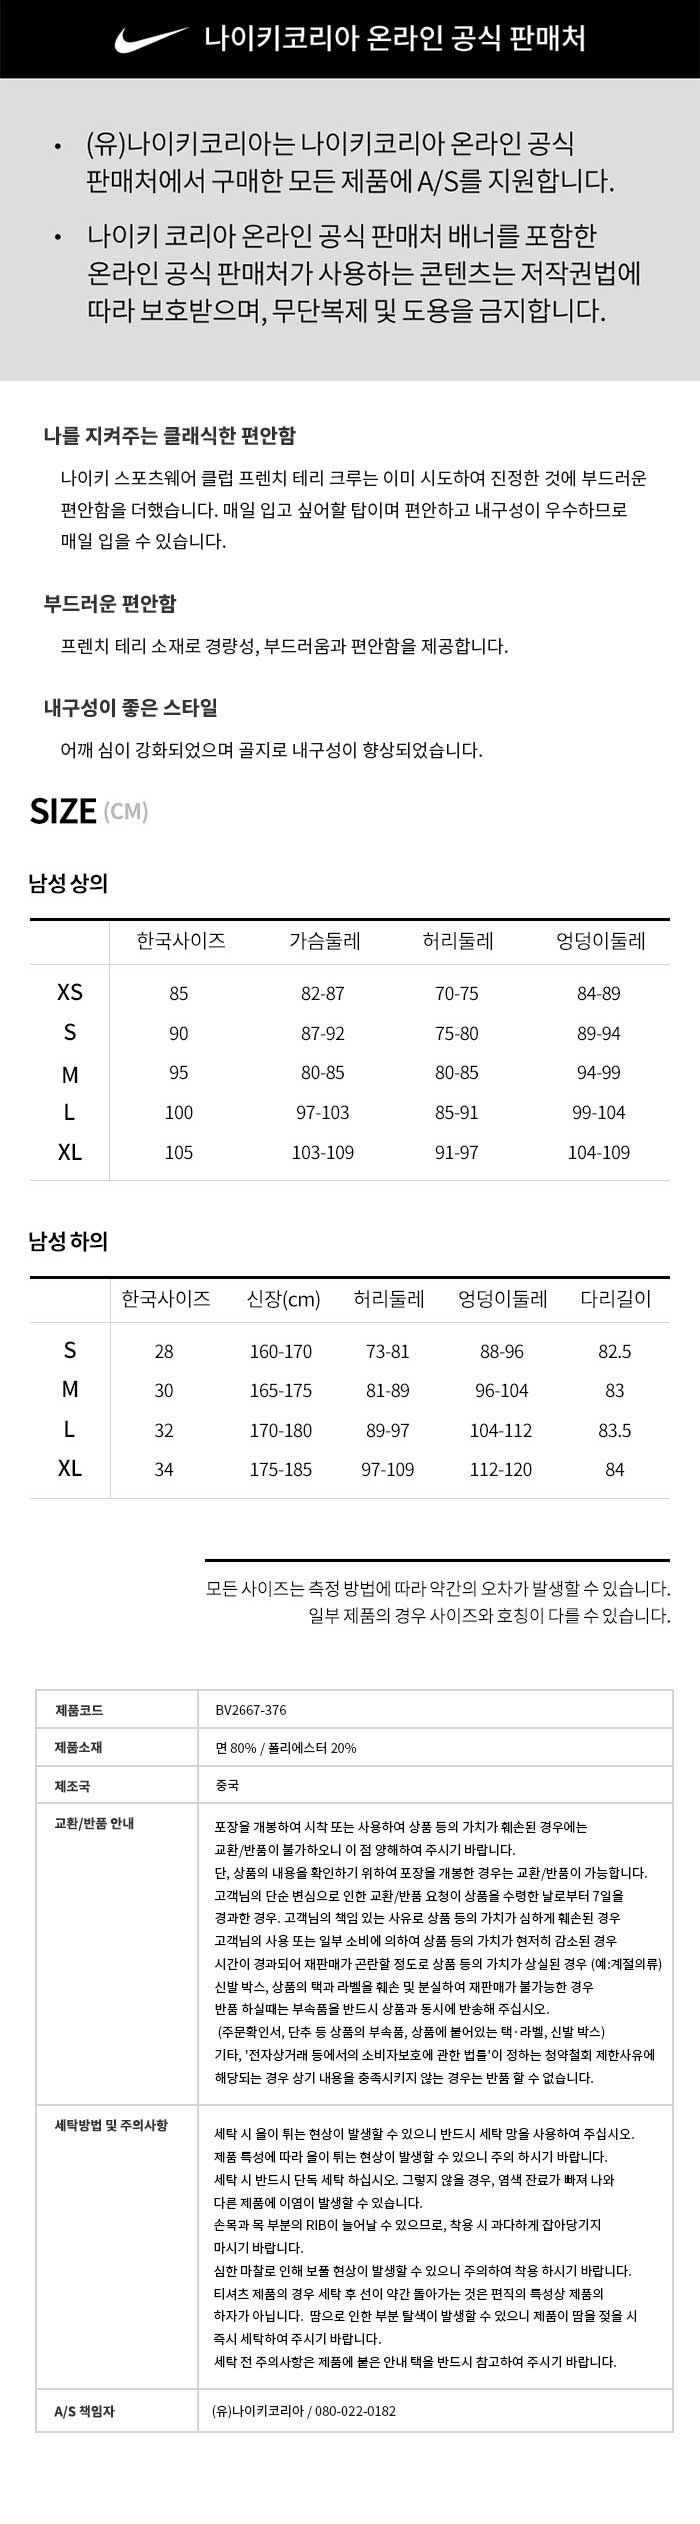 나이키코리아 온라인 공식 판매처
• (유)나이키코리아는 나이키코리아 온라인 공식
판매처에서 구매한 모든 제품에 A/S를 지원합니다.
• 나이키 코리아 온라인 공식 판매처 배너를 포함한
온라인 공식 판매처가 사용하는 콘텐츠는 저작권법에
따라 보호받으며, 무단복제 및 도용을 금지합니다.
나를 지켜주는 클래식한 편안함
나이키 스포츠웨어 클럽 프렌치 테리 크루는 이미 시도하여 진정한 것에 부드러운
편안함을 더했습니다. 매일 입고 싶어할 탑이며 편안하고 내구성이 우수하므로
매일 입을 수 있습니다.
부드러운 편안함
프렌치 테리 소재로 경량성, 부드러움과 편안함을 제공합니다.
내구성이 좋은 스타일
어깨 심이 강화되었으며 골지로 내구성이 향상되었습니다.
SIZE (CM)
남성 상의
한국사이즈 가슴둘레 허리둘레 엉덩이둘레
XS 85 82-87 70-75 84-89
S 90 87-92 75-80 89-94
M 95 80-85 80-85 94-99
L 100 97-103 85-91 99-104
XL 105 103-109 91-97 104-109
남성 하의
한국사이즈 신장(cm) 허리둘레 엉덩이둘레 다리길이
S 28 160-170 73-81 88-96 82.5
M 30 165-175 81-89 96-104 83
L 32 170-180 89-97 104-112 83.5
XL 34 175-185 97-109 112-120 84
모든 사이즈는 측정 방법에 따라 약간의 오차가 발생할 수 있습니다.
일부 제품의 경우 사이즈와 호칭이 다를 수 있습니다.
제품코드 BV2667-376
제품소재 면 80% / 폴리에스터 20%
제조국 중국
교환/반품 안내 포장을 개봉하여 시착 또는 사용하여 상품 등의 가치가 훼손된 경우에는
교환/반품이 불가하오니 이 점 양해하여 주시기 바랍니다.
단, 상품의 내용을 확인하기 위하여 포장을 개봉한 경우는 교환/반품이 가능합니다.
고객님의 단순 변심으로 인한 교환/반품 요청이 상품을 수령한 날로부터 7일을
경과한 경우. 고객님의 책임 있는 사유로 상품 등의 가치가 심하게 훼손된 경우
고객님의 사용 또는 일부 소비에 의하여 상품 등의 가치가 현저히 감소된 경우
시간이 경과되어 재판매가 곤란할 정도로 상품 등의 가치가 상실된 경우 (예:계절의류)
신발 박스, 상품의 택과 라벨을 훼손 및 분실하여 재판매가 불가능한 경우
반품 하실때는 부속품을 반드시 상품과 동시에 반송해 주십시오.
(주문확인서, 단추 등 상품의 부속품, 상품에 붙어있는 택·라벨, 신발 박스)
기타, '전자상거래 등에서의 소비자보호에 관한 법률'이 정하는 청약철회 제한사유에
해당되는 경우 상기 내용을 충족시키지 않는 경우는 반품 할 수 없습니다.
세탁방법 및 주의사항 세탁 시 올이 튀는 현상이 발생할 수 있으니 반드시 세탁 망을 사용하여 주십시오.
제품 특성에 따라 올이 튀는 현상이 발생할 수 있으니 주의 하시기 바랍니다.
세탁 시 반드시 단독 세탁 하십시오. 그렇지 않을 경우, 염색 잔료가 빠져 나와
다른 제품에 이염이 발생할 수 있습니다.
손목과 목 부분의 RIB이 늘어날 수 있으므로, 착용 시 과다하게 잡아당기지
마시기 바랍니다.
심한 마찰로 인해 보풀 현상이 발생할 수 있으니 주의하여 착용 하시기 바랍니다.
티셔츠 제품의 경우 세탁 후 선이 약간 돌아가는 것은 편직의 특성상 제품의
하자가 아닙니다. 땀으로 인한 부분 탈색이 발생할 수 있으니 제품이 땀을 젖을 시
즉시 세탁하여 주시기 바랍니다.
세탁 전 주의사항은 제품에 붙은 안내 택을 반드시 참고하여 주시기 바랍니다.
A/S 책임자 (유)나이키코리아 / 080-022-0182